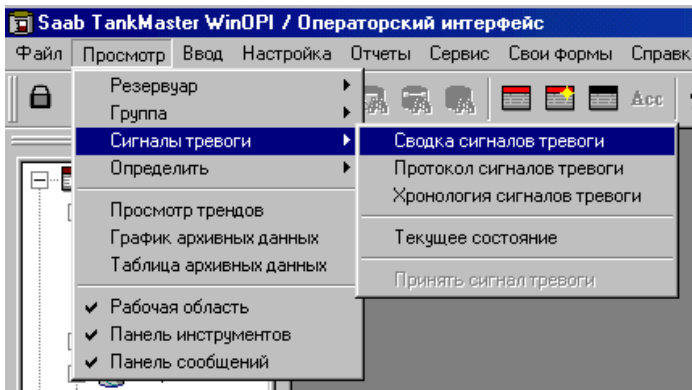 Saab TankMaster WinOPI / Операторский интерфейс
Файл Просмотр Ввод Настройка Отчеты Сервис Свои формы Справк
Резервуар
Группа
Сигналы тревоги
Определить
Просмотр трендов
График архивных данных
Таблица архивных данных
Рабочая область
Панель инструментов
Панель сообщений
Acc
Сводка сигналов тревоги
Протокол сигналов тревоги
Хронология сигналов тревоги
Текущее состояние
Принять сигнал тревоги